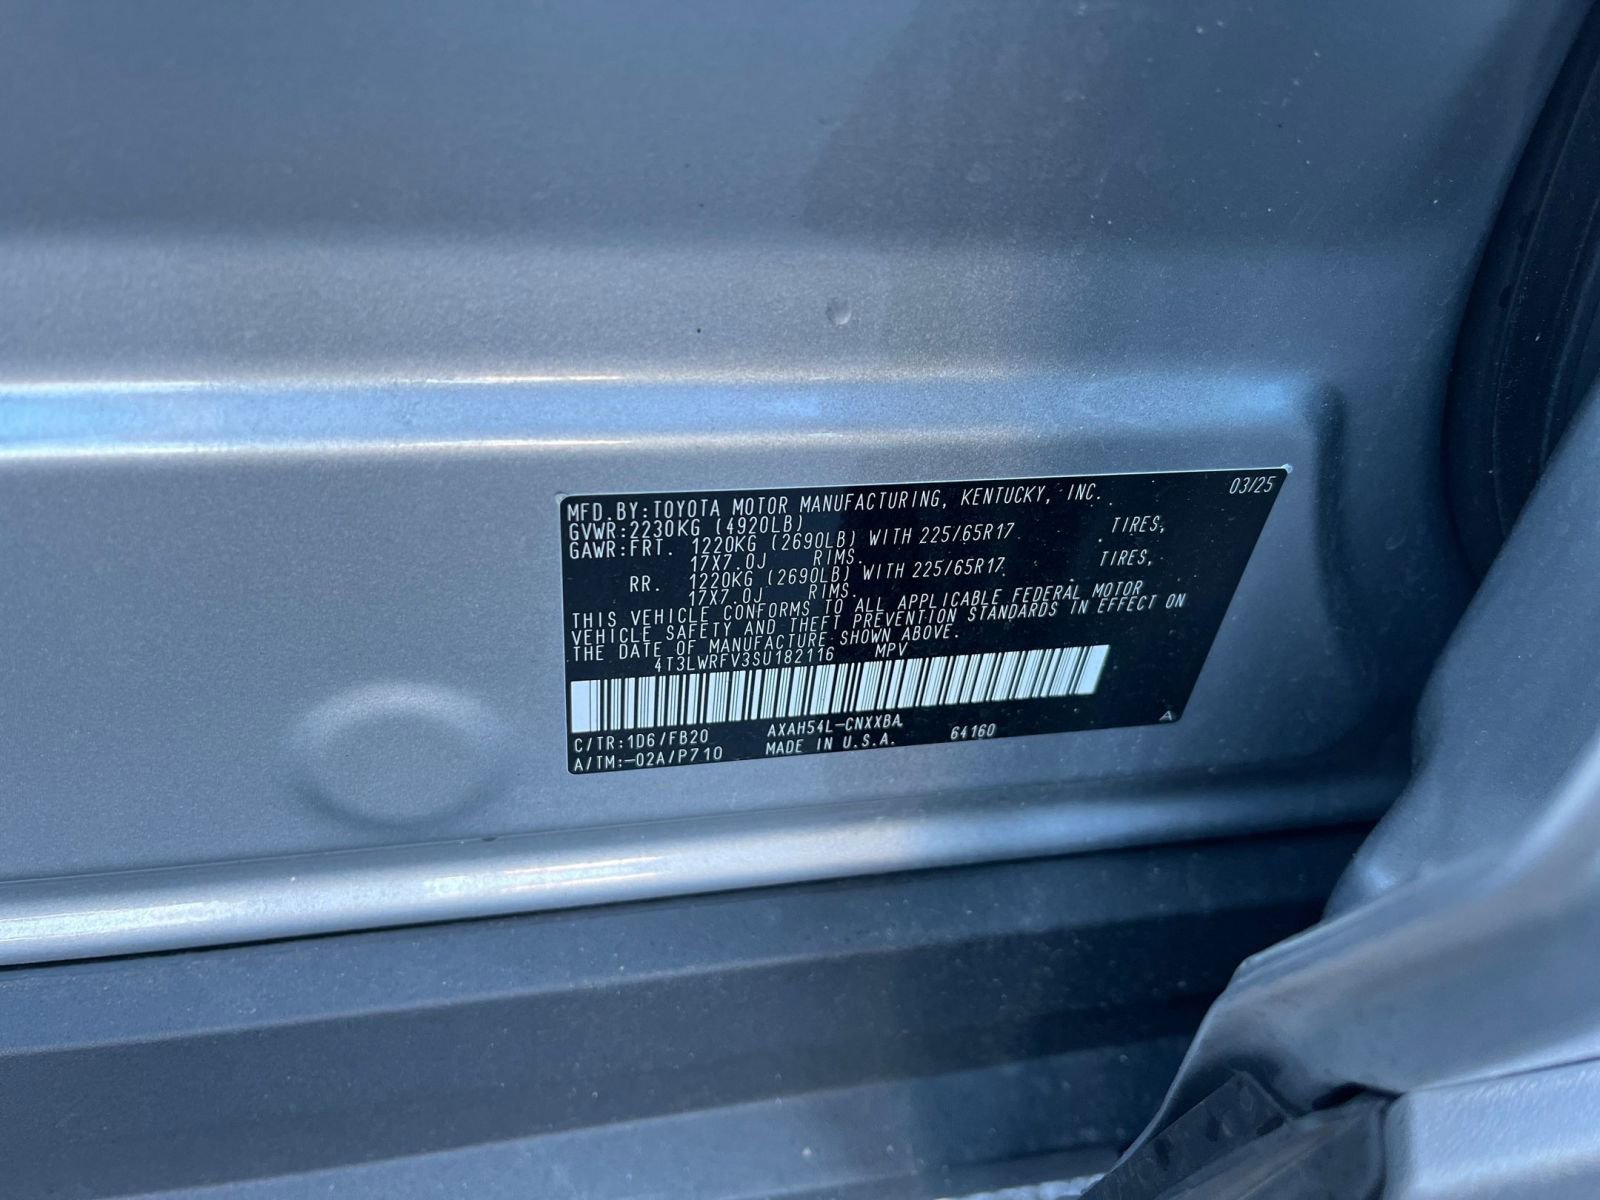 MFD.BY:TOYOTA MOTOR MANUFACTURING, KENTUCKY, INC. 03/25
GVWR:2230KG (4920LB)
GAWR:FRT. 1220KG (2690LB) WITH 225/65R17 TIRES,
17X7.0J RIMS.
RR. 1220KG (2690LB) WITH 225/65R17 TIRES,
17X7.0J RIMS.
THIS VEHICLE CONFORMS TO ALL APPLICABLE FEDERAL MOTOR
VEHICLE SAFETY AND THEFT PREVENTION STANDARDS IN EFFECT ON
THE DATE OF MANUFACTURE SHOWN ABOVE.
4T3LWRFV3SU182116 MPV
C/TR:1D6/FB20 AXAH54L-CNXXBA A
A/TM:-02A/P710 MADE IN U.S.A. 64160